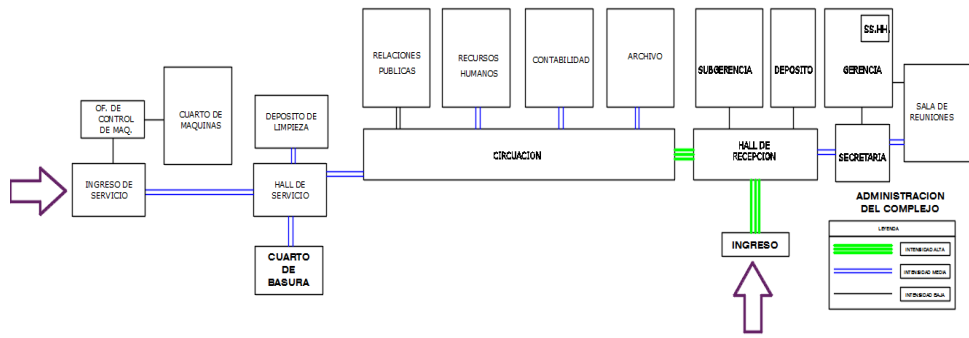 SS.HH.
RELACIONES
PUBLICAS
RECURSOS
HUMANOS
CONTABILIDAD
ARCHIVO
SUBGERENCIA
DEPOSITO
GERENCIA
OF. DE
CONTROL
DE MAQ.
CUARTO DE
MAQUINAS
DEPOSITO DE
LIMPIEZA
SALA DE
REUNIONES
CIRCUACION
HALL DE
RECEPCION
SECRETARIA
INGRESO DE
SERVICIO
HALL DE
SERVICIO
ADMINISTRACION
DEL COMPLEJO
LEYENDA
INGRESO
INTENSIDAD ALTA
CUARTO
DE
BASURA
INTENSIDAD MEDIA
INTENSIDAD BAJA